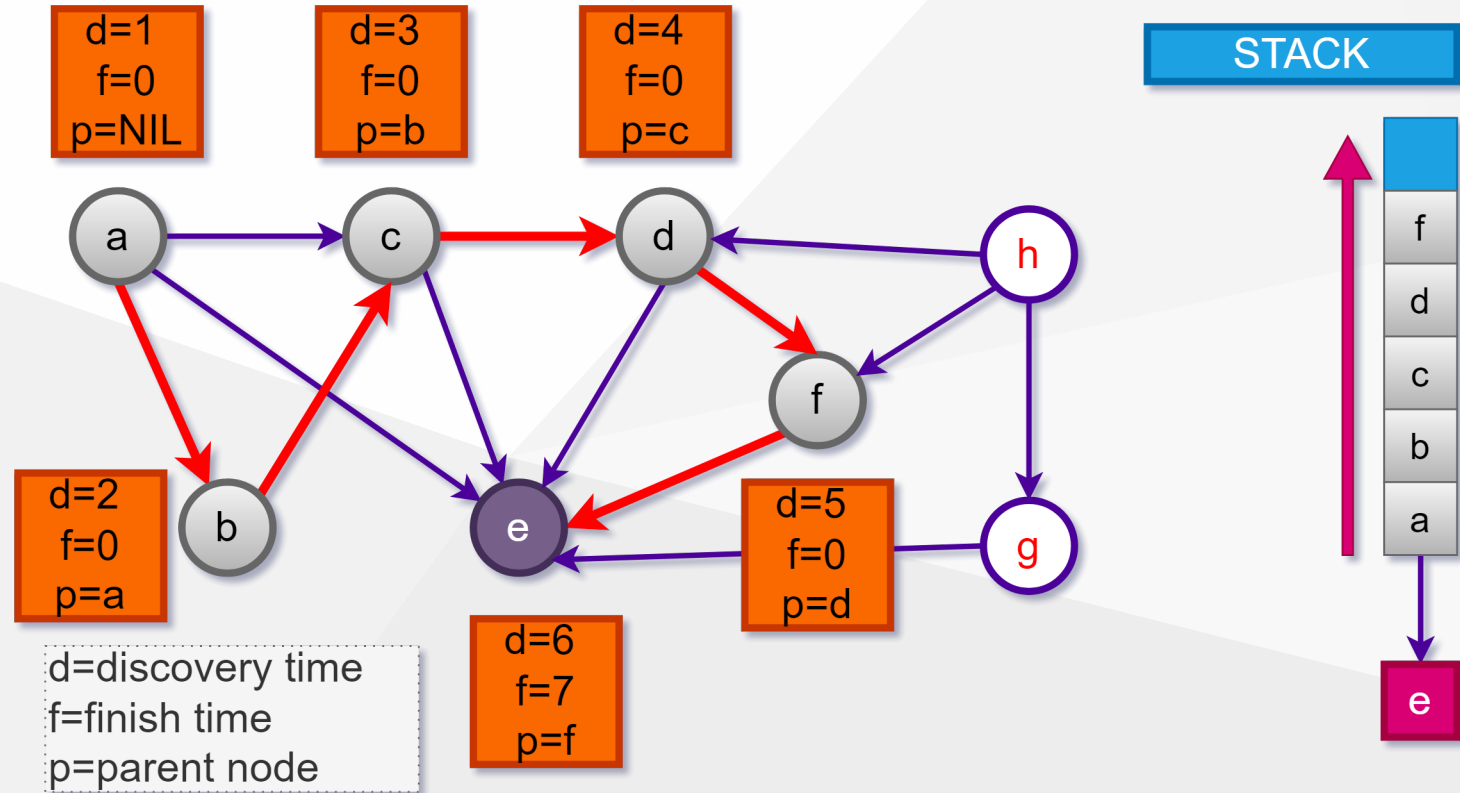 d=1
f=0
p=NIL
d=3
f=0
p=b
d=4
f=0
p=c
STACK
a
c
d
h
f
d
c
b
a
e
f
b
e
g
d=2
f=0
p=a
d=5
f=0
p=d
d=6
f=7
p=f
d=discovery time
f=finish time
p=parent node